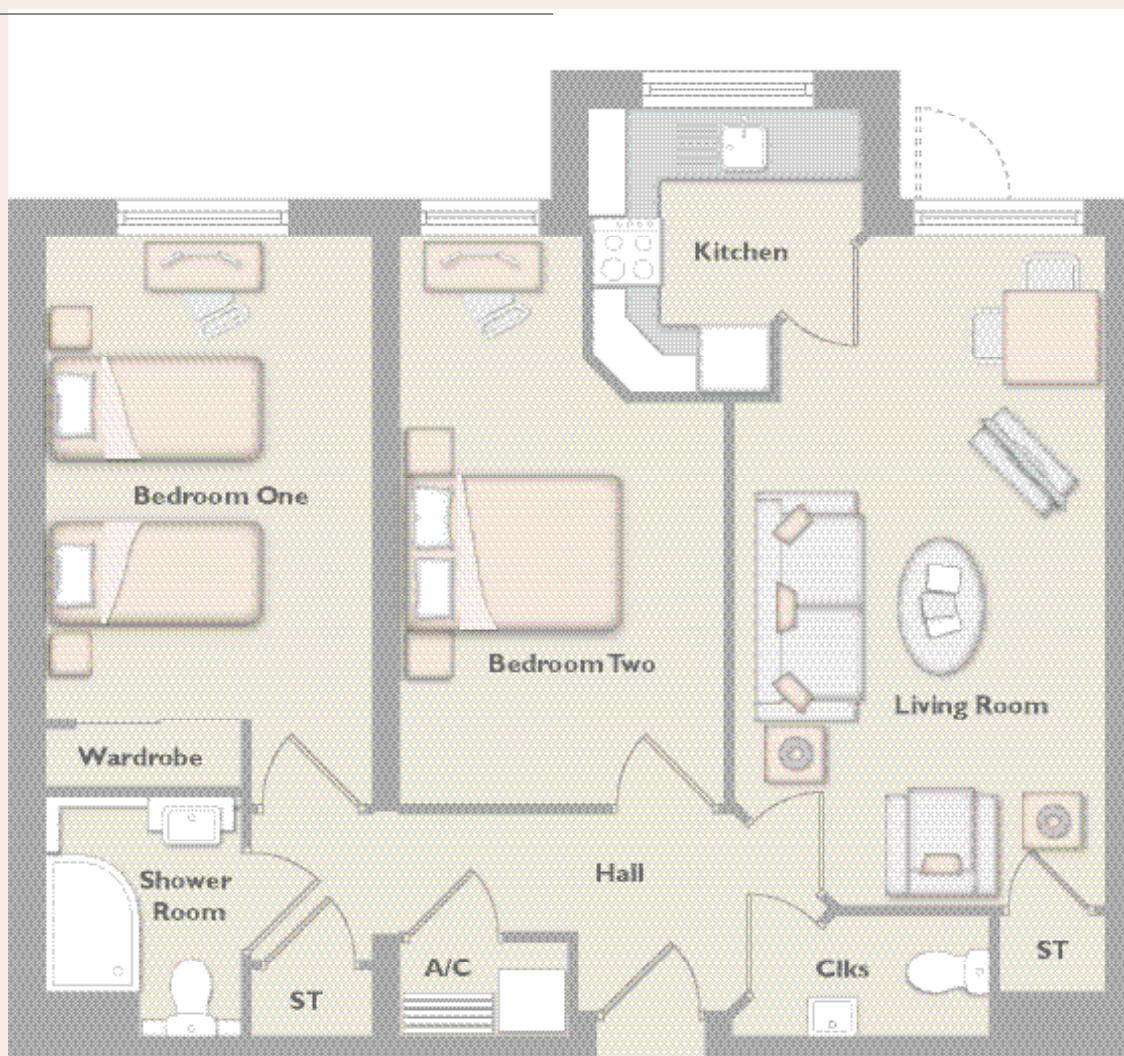 Kitchen
Bedroom One
Bedroom Two
Living Room
Wardrobe
Shower
Room
Hall
A/C
Clks
ST
ST